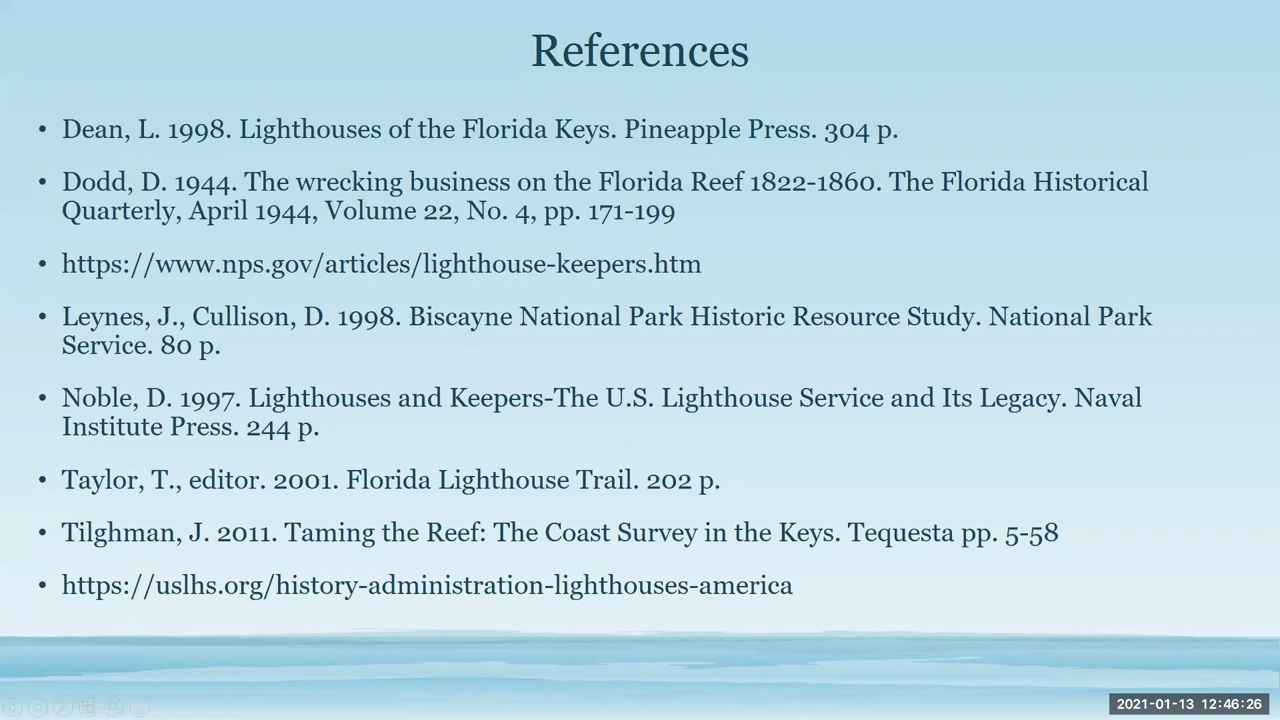 References
• Dean, L. 1998. Lighthouses of the Florida Keys. Pineapple Press. 304 p.
• Dodd, D. 1944. The wrecking business on the Florida Reef 1822-1860. The Florida Historical
Quarterly, April 1944, Volume 22, No. 4, pp. 171-199
• https://www.nps.gov/articles/lighthouse-keepers.htm
• Leynes, J., Cullison, D. 1998. Biscayne National Park Historic Resource Study. National Park
Service. 80 p.
• Noble, D. 1997. Lighthouses and Keepers-The U.S. Lighthouse Service and Its Legacy. Naval
Institute Press. 244 p.
• Taylor, T., editor. 2001. Florida Lighthouse Trail. 202 p.
• Tilghman, J. 2011. Taming the Reef: The Coast Survey in the Keys. Tequesta pp. 5-58
• https://uslhs.org/history-administration-lighthouses-america
2021-01-13 12:46:26